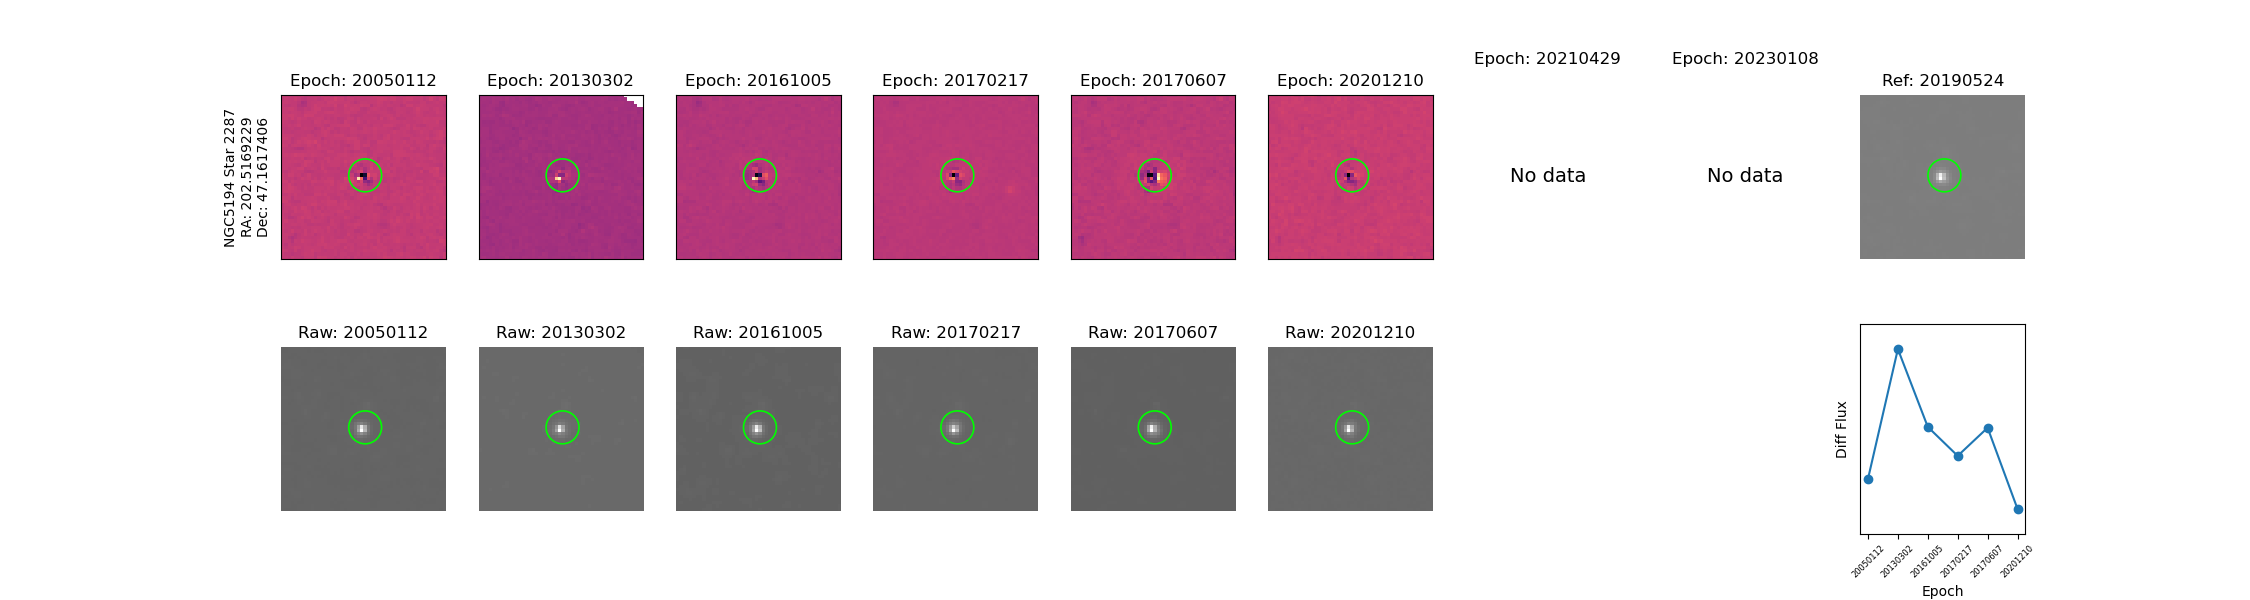 Epoch: 20050112
Epoch: 20130302
Epoch: 20161005
Epoch: 20170217
Epoch: 20170607
Epoch: 20201210
Epoch: 20210429
Epoch: 20230108
Ref: 20190524
NGC5194 Star 2287
RA: 202.5169229
Dec: 47.1617406
No data
No data
Raw: 20050112
Raw: 20130302
Raw: 20161005
Raw: 20170217
Raw: 20170607
Raw: 20201210
Diff Flux
20050112
20130302
20161005
20170217
20170607
20201210
Epoch